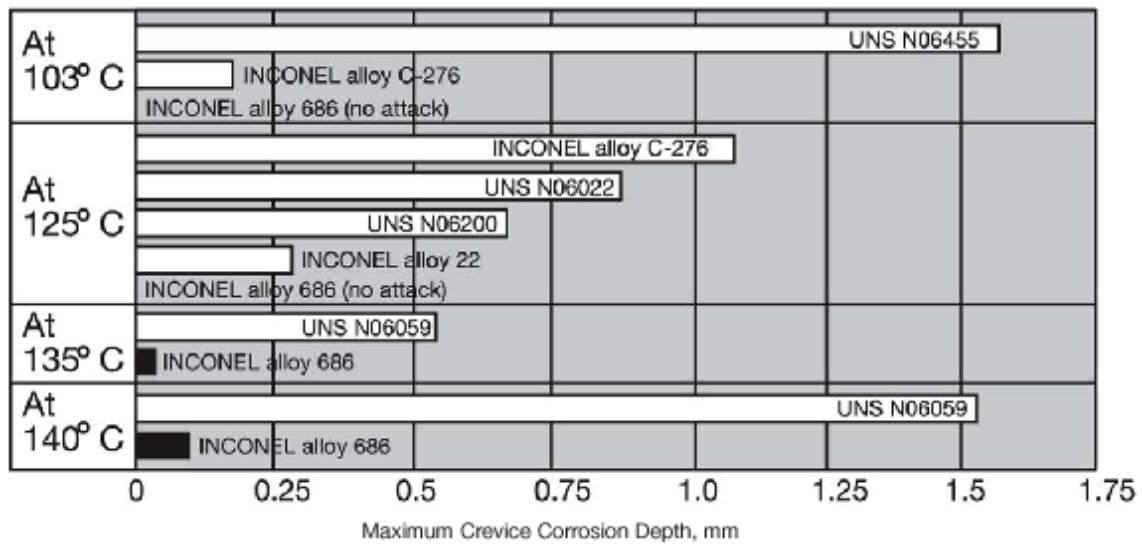 At
103° C
UNS N06455
INCONEL alloy C-276
INCONEL alloy 686 (no attack)
At
125° C
INCONEL alloy C-276
UNS N06022
UNS N06200
INCONEL alloy 22
INCONEL alloy 686 (no attack)
At
135° C
UNS N06059
INCONEL alloy 686
At
140° C
UNS N06059
INCONEL alloy 686
0 0.25 0.5 0.75 1.0 1.25 1.5 1.75
Maximum Crevice Corrosion Depth, mm